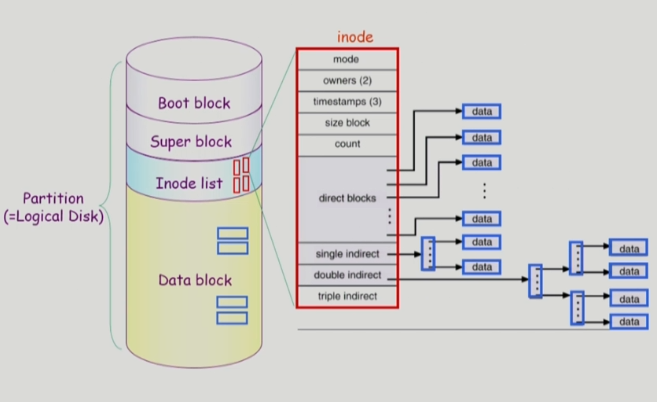 inode
mode
owners (2)
timestamps (3)
size block
count
direct blocks
single indirect
double indirect
triple indirect
Boot block
Super block
Inode list
Data block
Partition
(=Logical Disk)
data
data
data
data
data
data
data
data
data
data